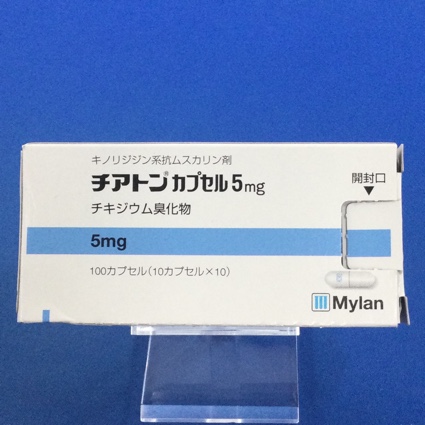 キノリジジン系抗ムスカリン剤
チアトン®カプセル5mg
開封口
チキジウム臭化物
5mg
100カプセル(10カプセル×10)
Mylan